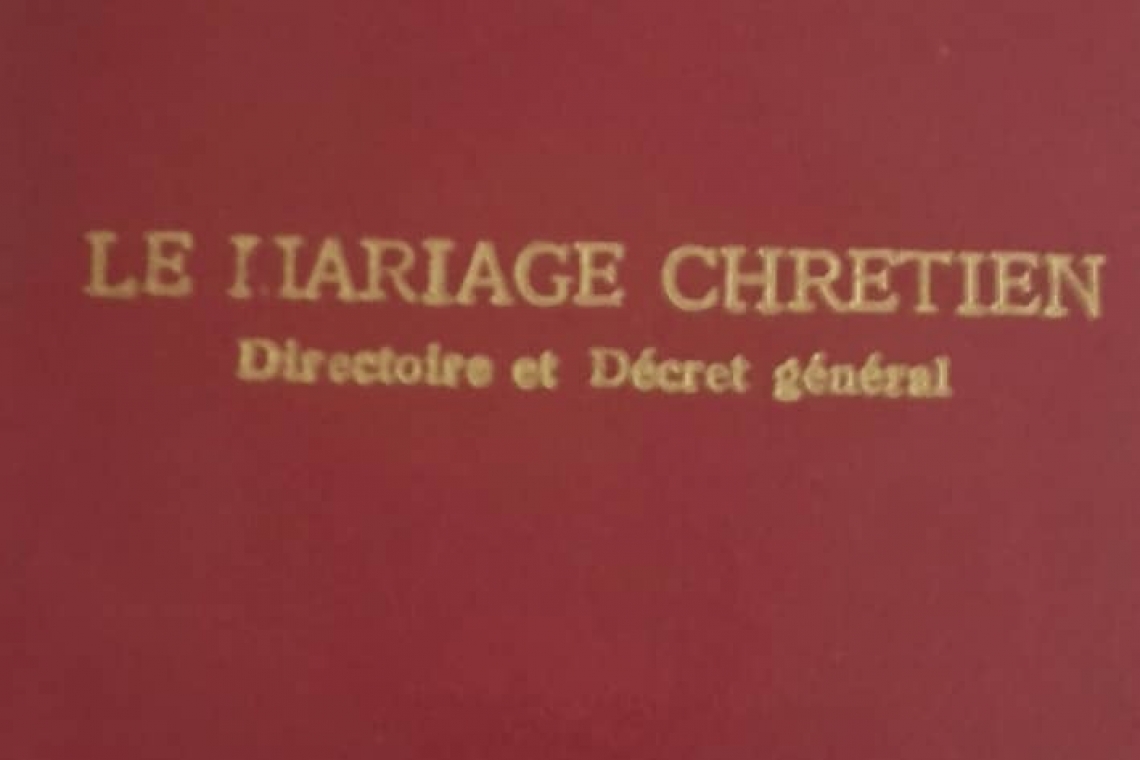 LE MARIAGE CHRETIEN
Directoire et Décret général